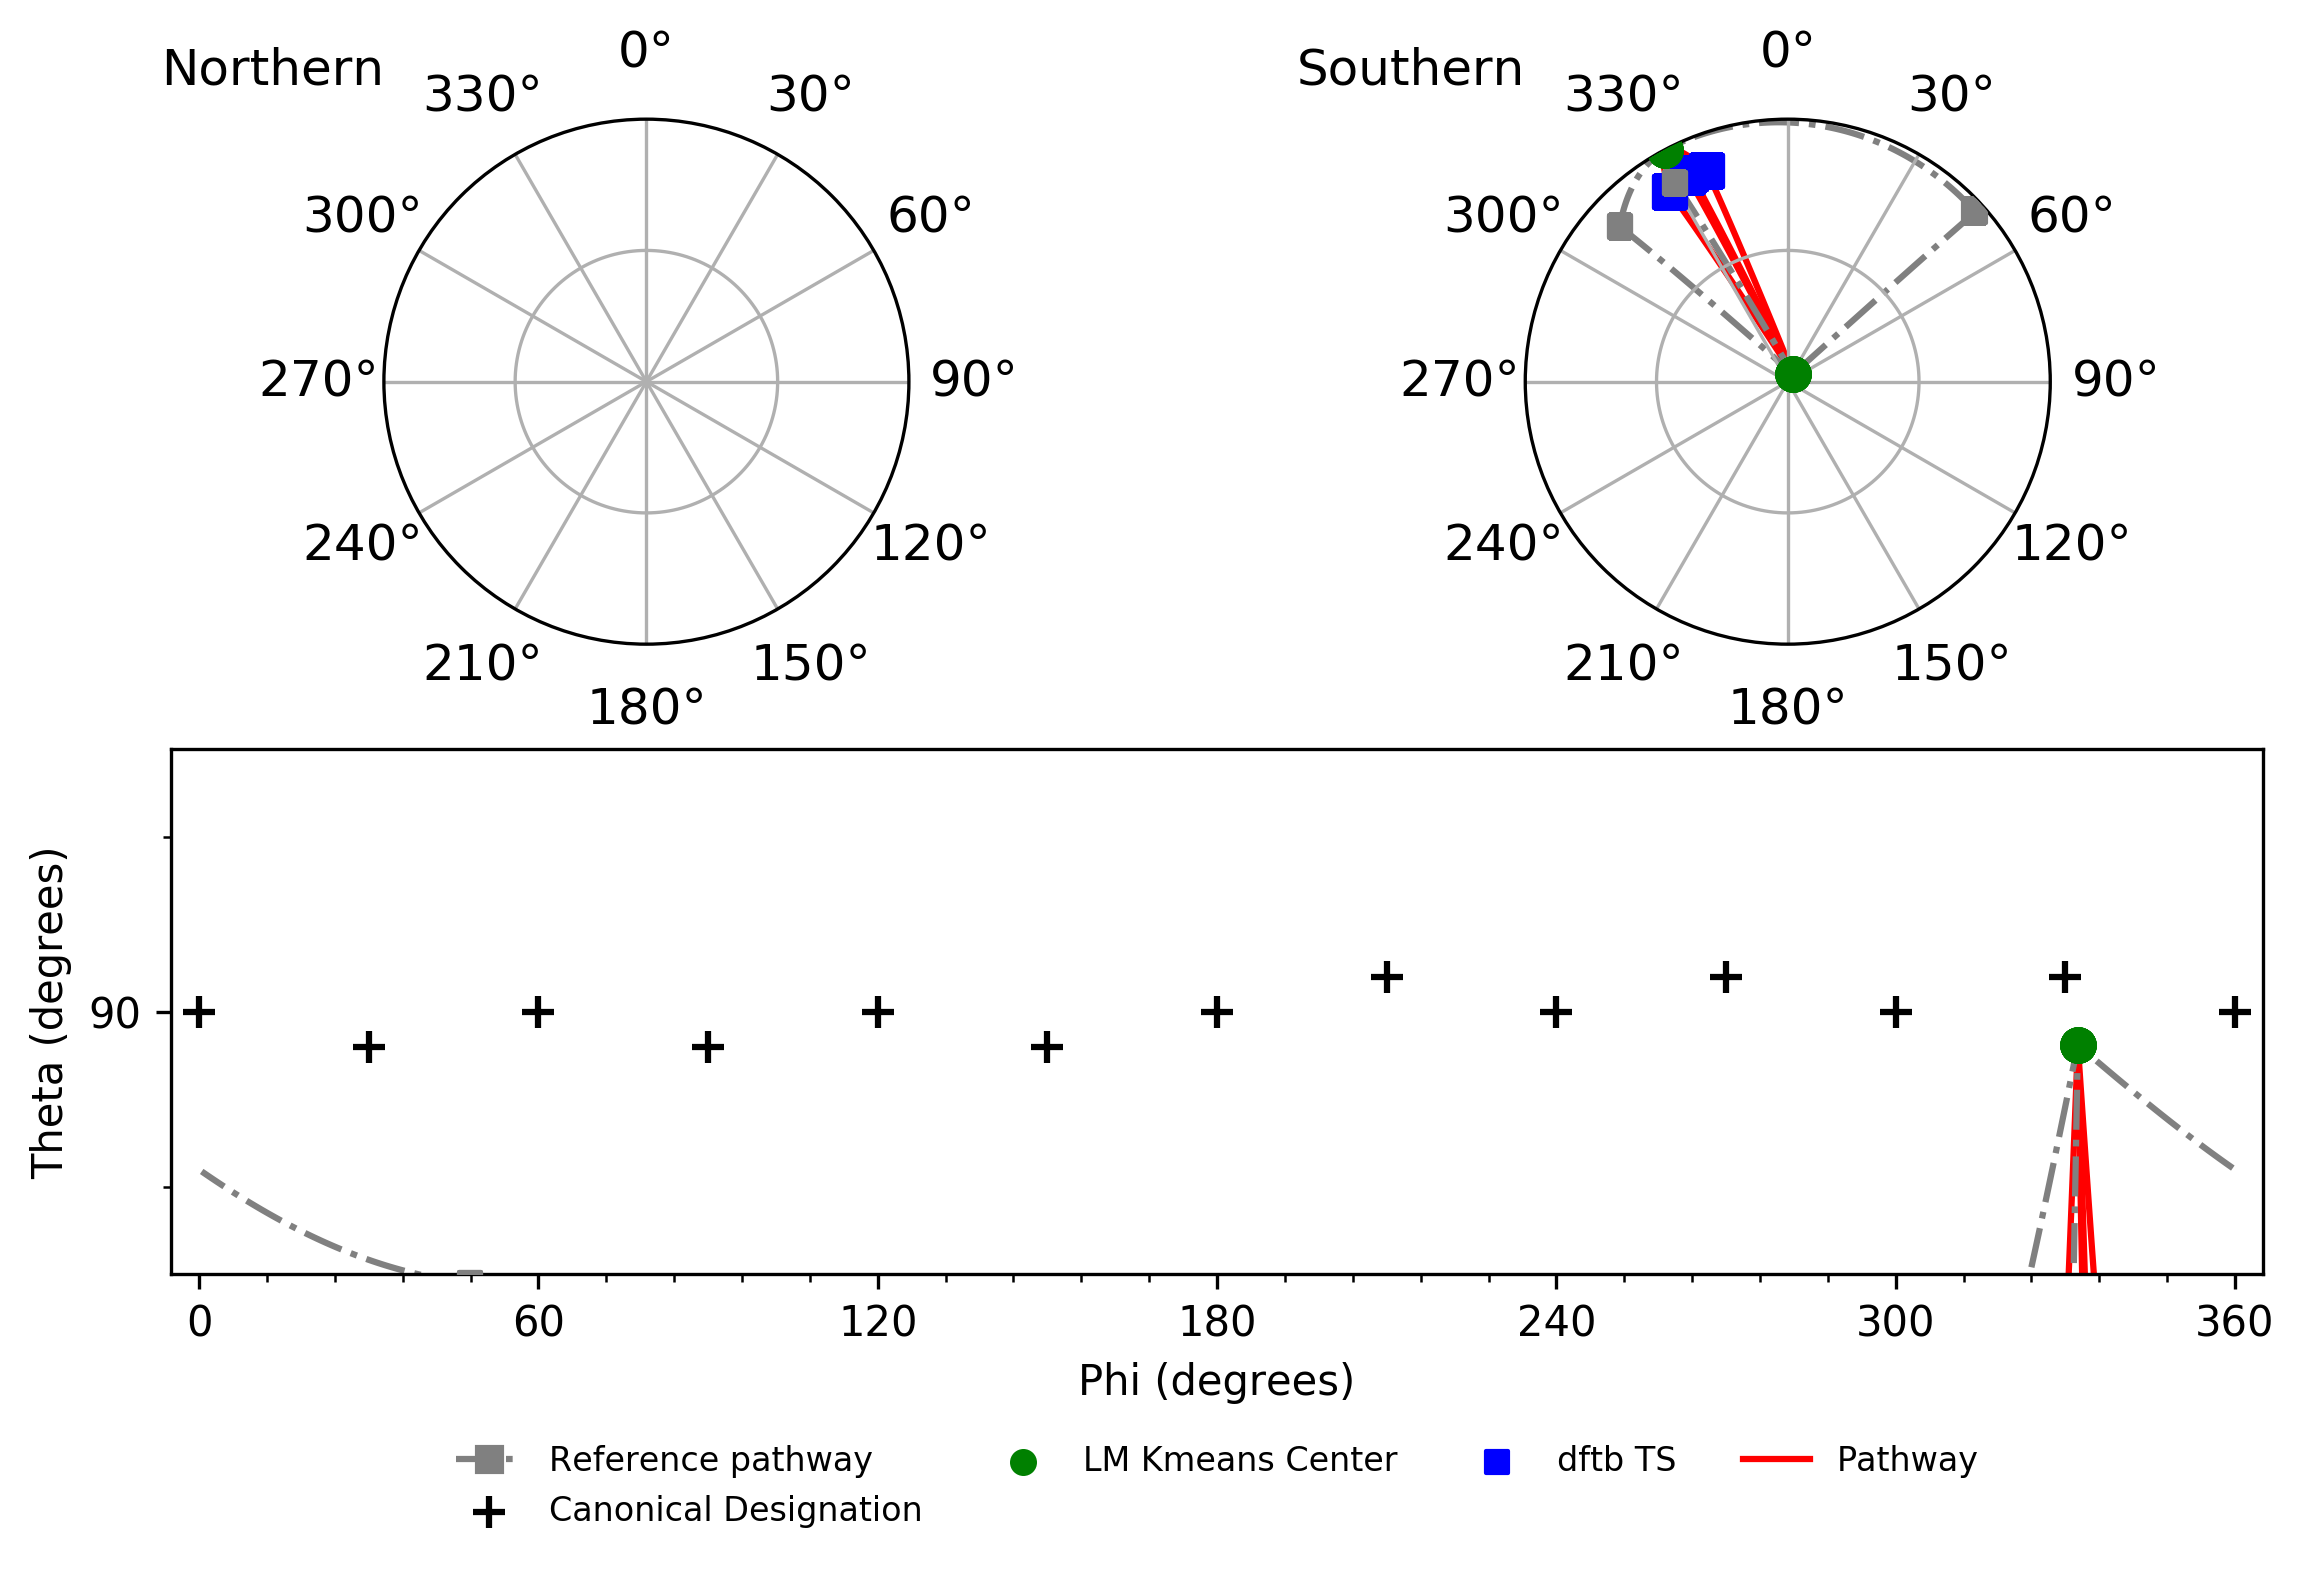 Northern
0°
30°
60°
90°
120°
150°
180°
210°
240°
270°
300°
330°
Southern
0°
30°
60°
90°
120°
150°
180°
210°
240°
270°
300°
330°
Theta (degrees)
90
0 60 120 180 240 300 360
Phi (degrees)
Reference pathway
Canonical Designation
LM Kmeans Center
dftb TS
Pathway